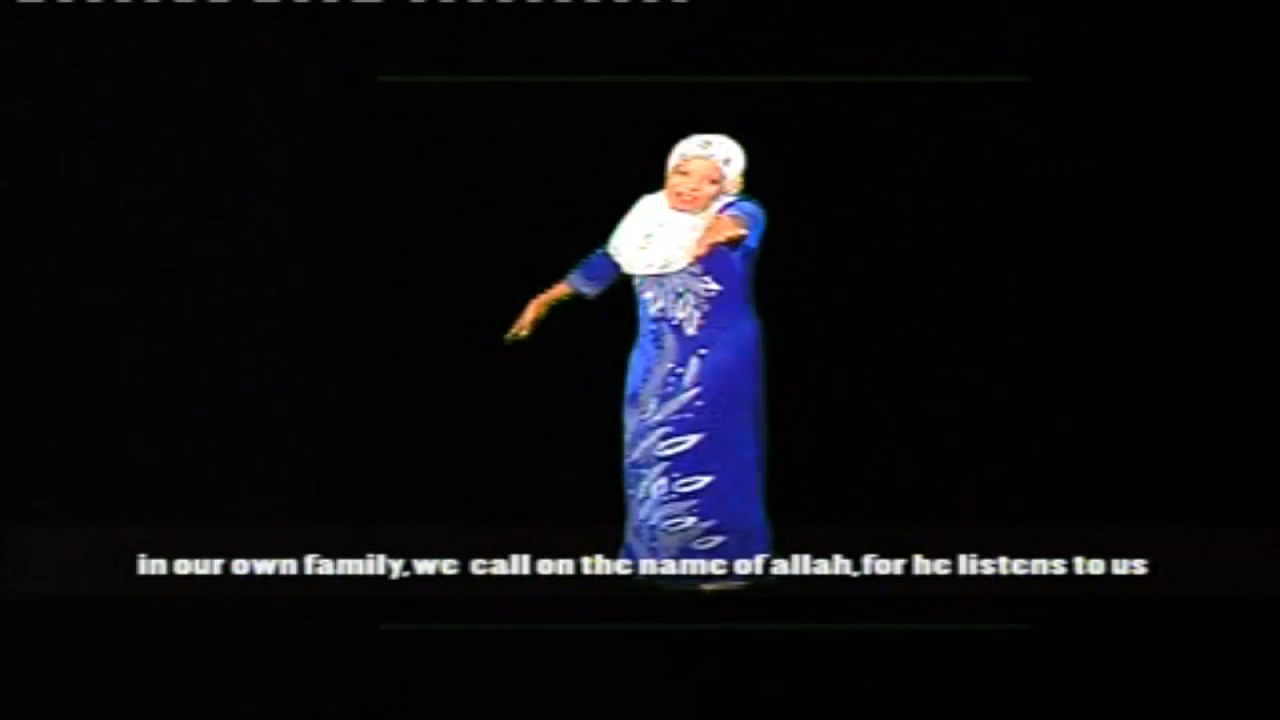 in our own family,we call on the name of allah,for he listens to us